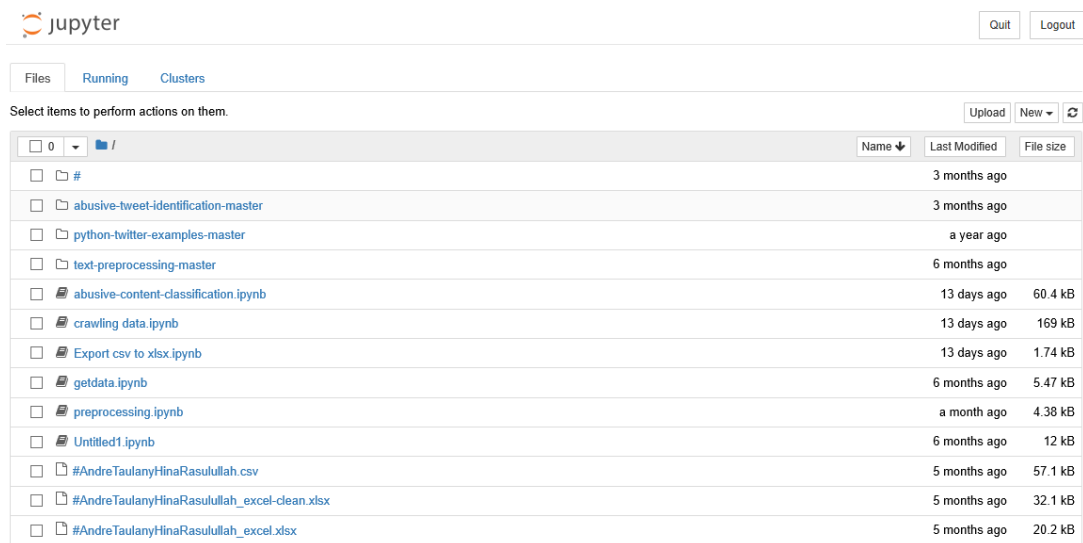 jupyter Quit Logout
Files Running Clusters
Select items to perform actions on them. Upload New
0 / Name Last Modified File size
# 3 months ago
abusive-tweet-identification-master 3 months ago
python-twitter-examples-master a year ago
text-preprocessing-master 6 months ago
abusive-content-classification.ipynb 13 days ago 60.4 kB
crawling data.ipynb 13 days ago 169 kB
Export csv to xlsx.ipynb 13 days ago 1.74 kB
getdata.ipynb 6 months ago 5.47 kB
preprocessing.ipynb a month ago 4.38 kB
Untitled1.ipynb 6 months ago 12 kB
#AndreTaulanyHinaRasulullah.csv 5 months ago 57.1 kB
#AndreTaulanyHinaRasulullah_excel-clean.xlsx 5 months ago 32.1 kB
#AndreTaulanyHinaRasulullah_excel.xlsx 5 months ago 20.2 kB